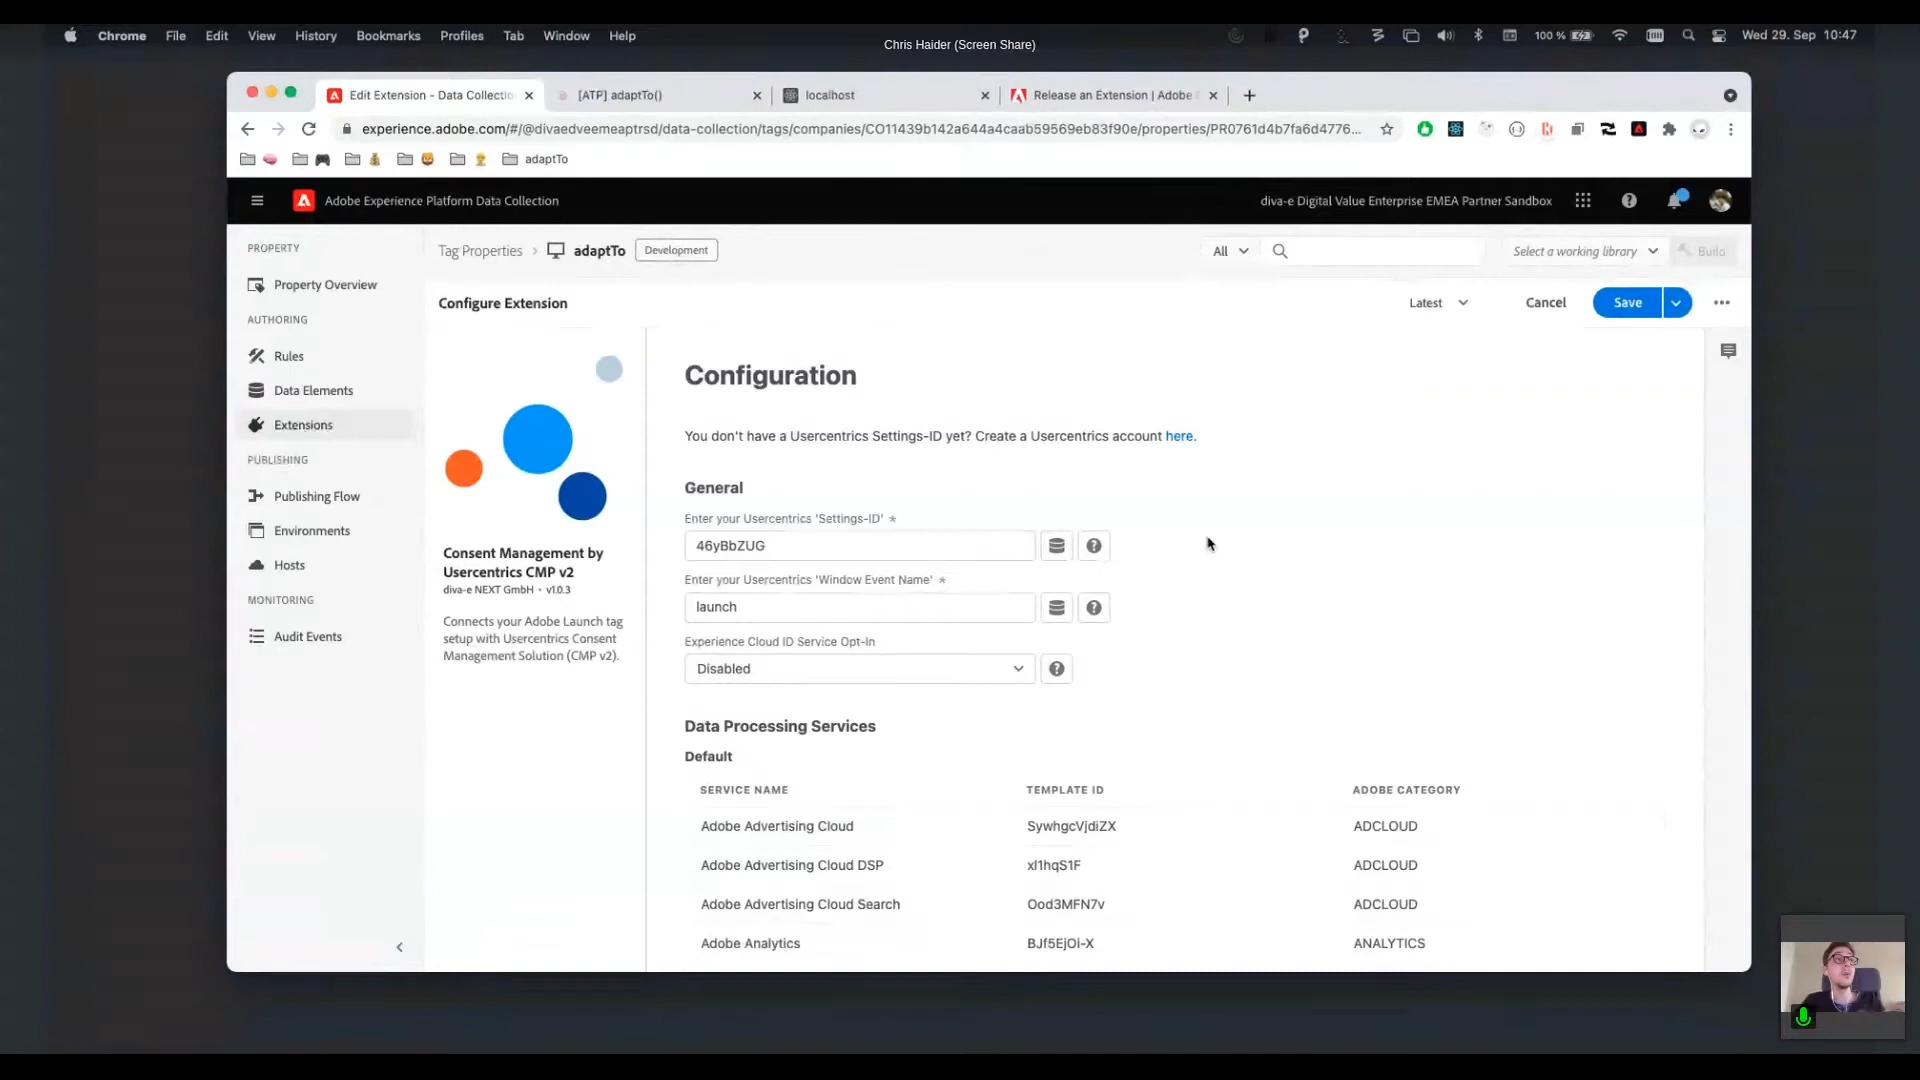 Chrome File Edit View History Bookmarks Profiles Tab Window Help
100 % Wed 29. Sep 10:47
Chris Haider (Screen Share)
Edit Extension - Data Collectio
[ATP] adaptTo()
localhost
Release an Extension | Adobe
experience.adobe.com/#/@divaedveemeaptrsd/data-collection/tags/companies/CO11439b142a644a4caab59569eb83f90e/properties/PR0761d4b7fa6d4776...
adaptTo
Adobe Experience Platform Data Collection
diva-e Digital Value Enterprise EMEA Partner Sandbox
PROPERTY
Property Overview
AUTHORING
Rules
Data Elements
Extensions
PUBLISHING
Publishing Flow
Environments
Hosts
MONITORING
Audit Events
Tag Properties > adaptTo Development
All
Select a working library
Build
Configure Extension
Latest
Cancel
Save
Consent Management by
Usercentrics CMP v2
diva-e NEXT GmbH • v1.0.3
Connects your Adobe Launch tag
setup with Usercentrics Consent
Management Solution (CMP v2).
Configuration
You don't have a Usercentrics Settings-ID yet? Create a Usercentrics account here.
General
Enter your Usercentrics 'Settings-ID' *
46yBbZUG
Enter your Usercentrics 'Window Event Name' *
launch
Experience Cloud ID Service Opt-In
Disabled
Data Processing Services
Default
SERVICE NAME TEMPLATE ID ADOBE CATEGORY
Adobe Advertising Cloud SywhgcVjdiZX ADCLOUD
Adobe Advertising Cloud DSP xl1hqS1F ADCLOUD
Adobe Advertising Cloud Search Ood3MFN7v ADCLOUD
Adobe Analytics BJf5EjOi-X ANALYTICS